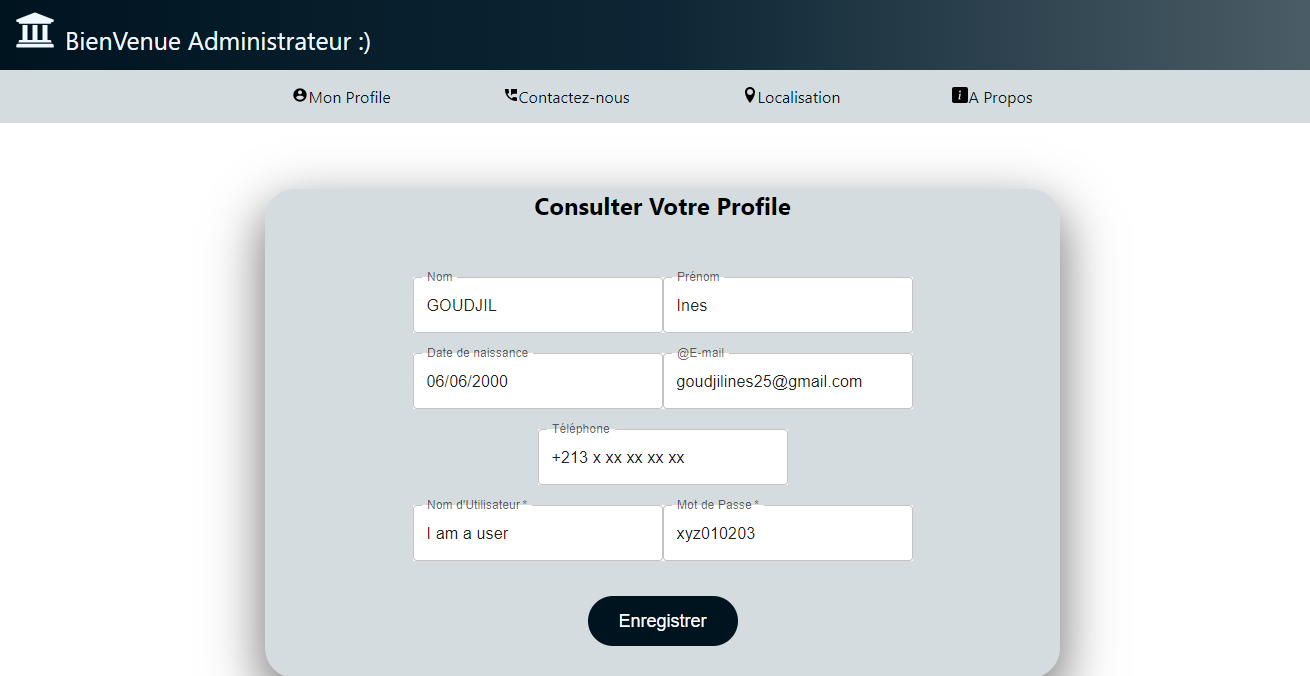 BienVenue Administrateur :)
Mon Profile Contactez-nous Localisation A Propos
Consulter Votre Profile
Nom Prénom
GOUDJIL Ines
Date de naissance @E-mail
06/06/2000 goudjilines25@gmail.com
Téléphone
+213 x xx xx xx xx
Nom d'Utilisateur * Mot de Passe *
I am a user xyz010203
Enregistrer